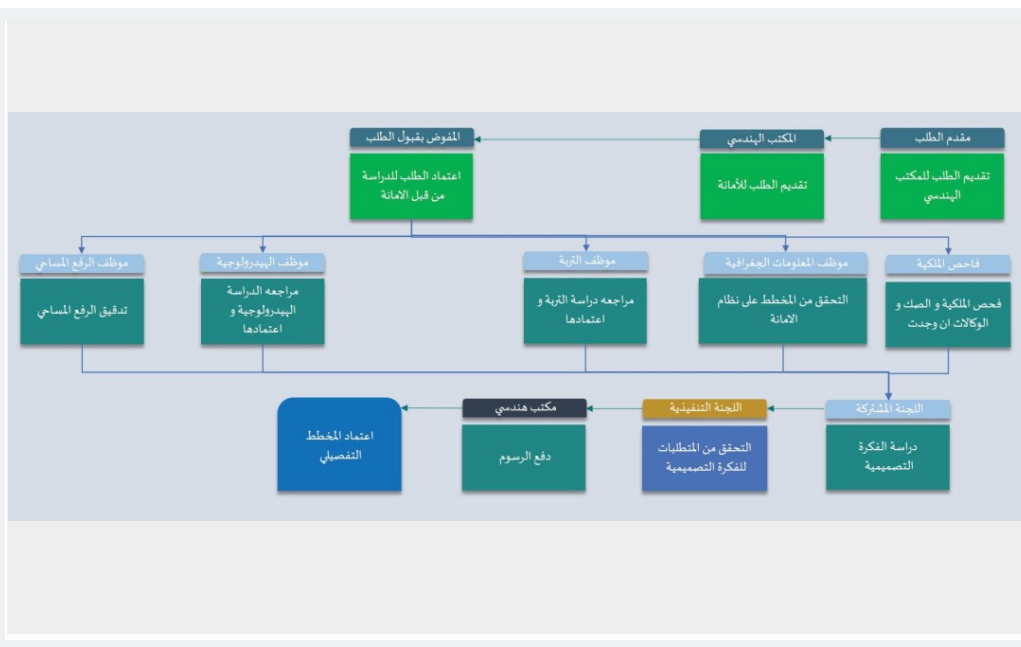 مقدم الطلب
تقديم الطلب للمكتب
الهندسي
المكتب الهندسي
تقديم الطلب للأمانة
المفوض بقبول الطلب
اعتماد الطلب للدراسة
من قبل الامانة
فاحص الملكية
فحص الملكية و الصك و
الوكالات ان وجدت
موظف المعلومات الجغرافية
التحقق من المخطط على نظام
الامانة
موظف التربة
مراجعه دراسة التربة و
اعتمادها
موظف الهيدرولوجية
مراجعه الدراسة
الهيدرولوجية و
اعتمادها
موظف الرفع المساحي
تدقيق الرفع المساحي
اللجنة المشتركة
دراسة الفكرة
التصميمية
اللجنة التنفيذية
التحقق من المتطلبات
للفكرة التصميمية
مكتب هندسي
دفع الرسوم
اعتماد المخطط
التفصيلي